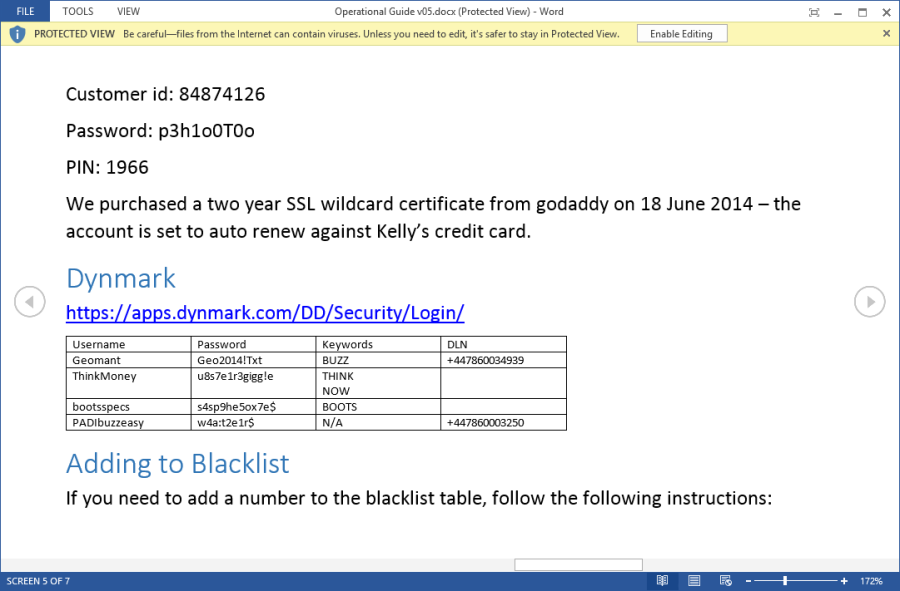 FILE TOOLS VIEW Operational Guide v05.docx (Protected View) - Word
PROTECTED VIEW Be careful—files from the Internet can contain viruses. Unless you need to edit, it's safer to stay in Protected View. Enable Editing
Customer id: 84874126
Password: p3h1o0T0o
PIN: 1966
We purchased a two year SSL wildcard certificate from godaddy on 18 June 2014 – the
account is set to auto renew against Kelly's credit card.
Dynmark
https://apps.dynmark.com/DD/Security/Login/
Username Password Keywords DLN
Geomant Geo2014!Txt BUZZ +447860034939
ThinkMoney u8s7e1r3gigg!e THINK
NOW
bootsspecs s4sp9he5ox7e$ BOOTS
PADIbuzzeasy w4a:t2e1r$ N/A +447860003250
Adding to Blacklist
If you need to add a number to the blacklist table, follow the following instructions:
SCREEN 5 OF 7 172%